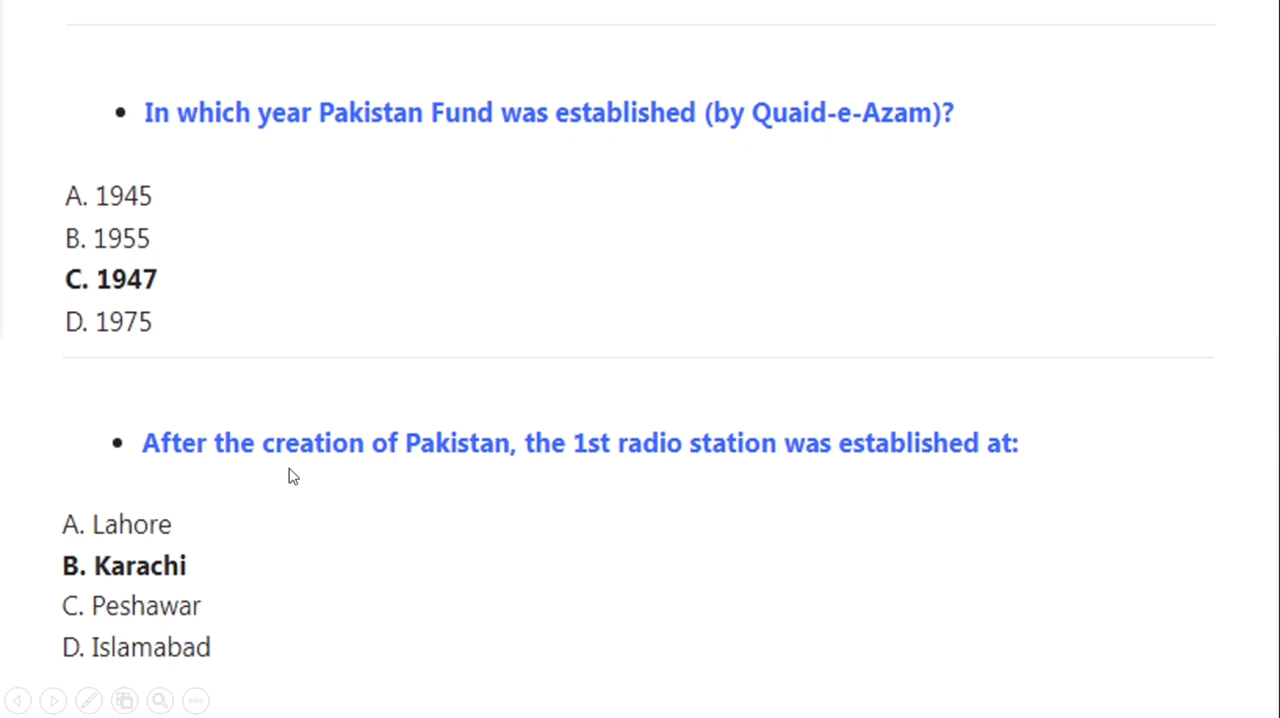 • In which year Pakistan Fund was established (by Quaid-e-Azam)?
A. 1945
B. 1955
C. 1947
D. 1975
• After the creation of Pakistan, the 1st radio station was established at:
A. Lahore
B. Karachi
C. Peshawar
D. Islamabad